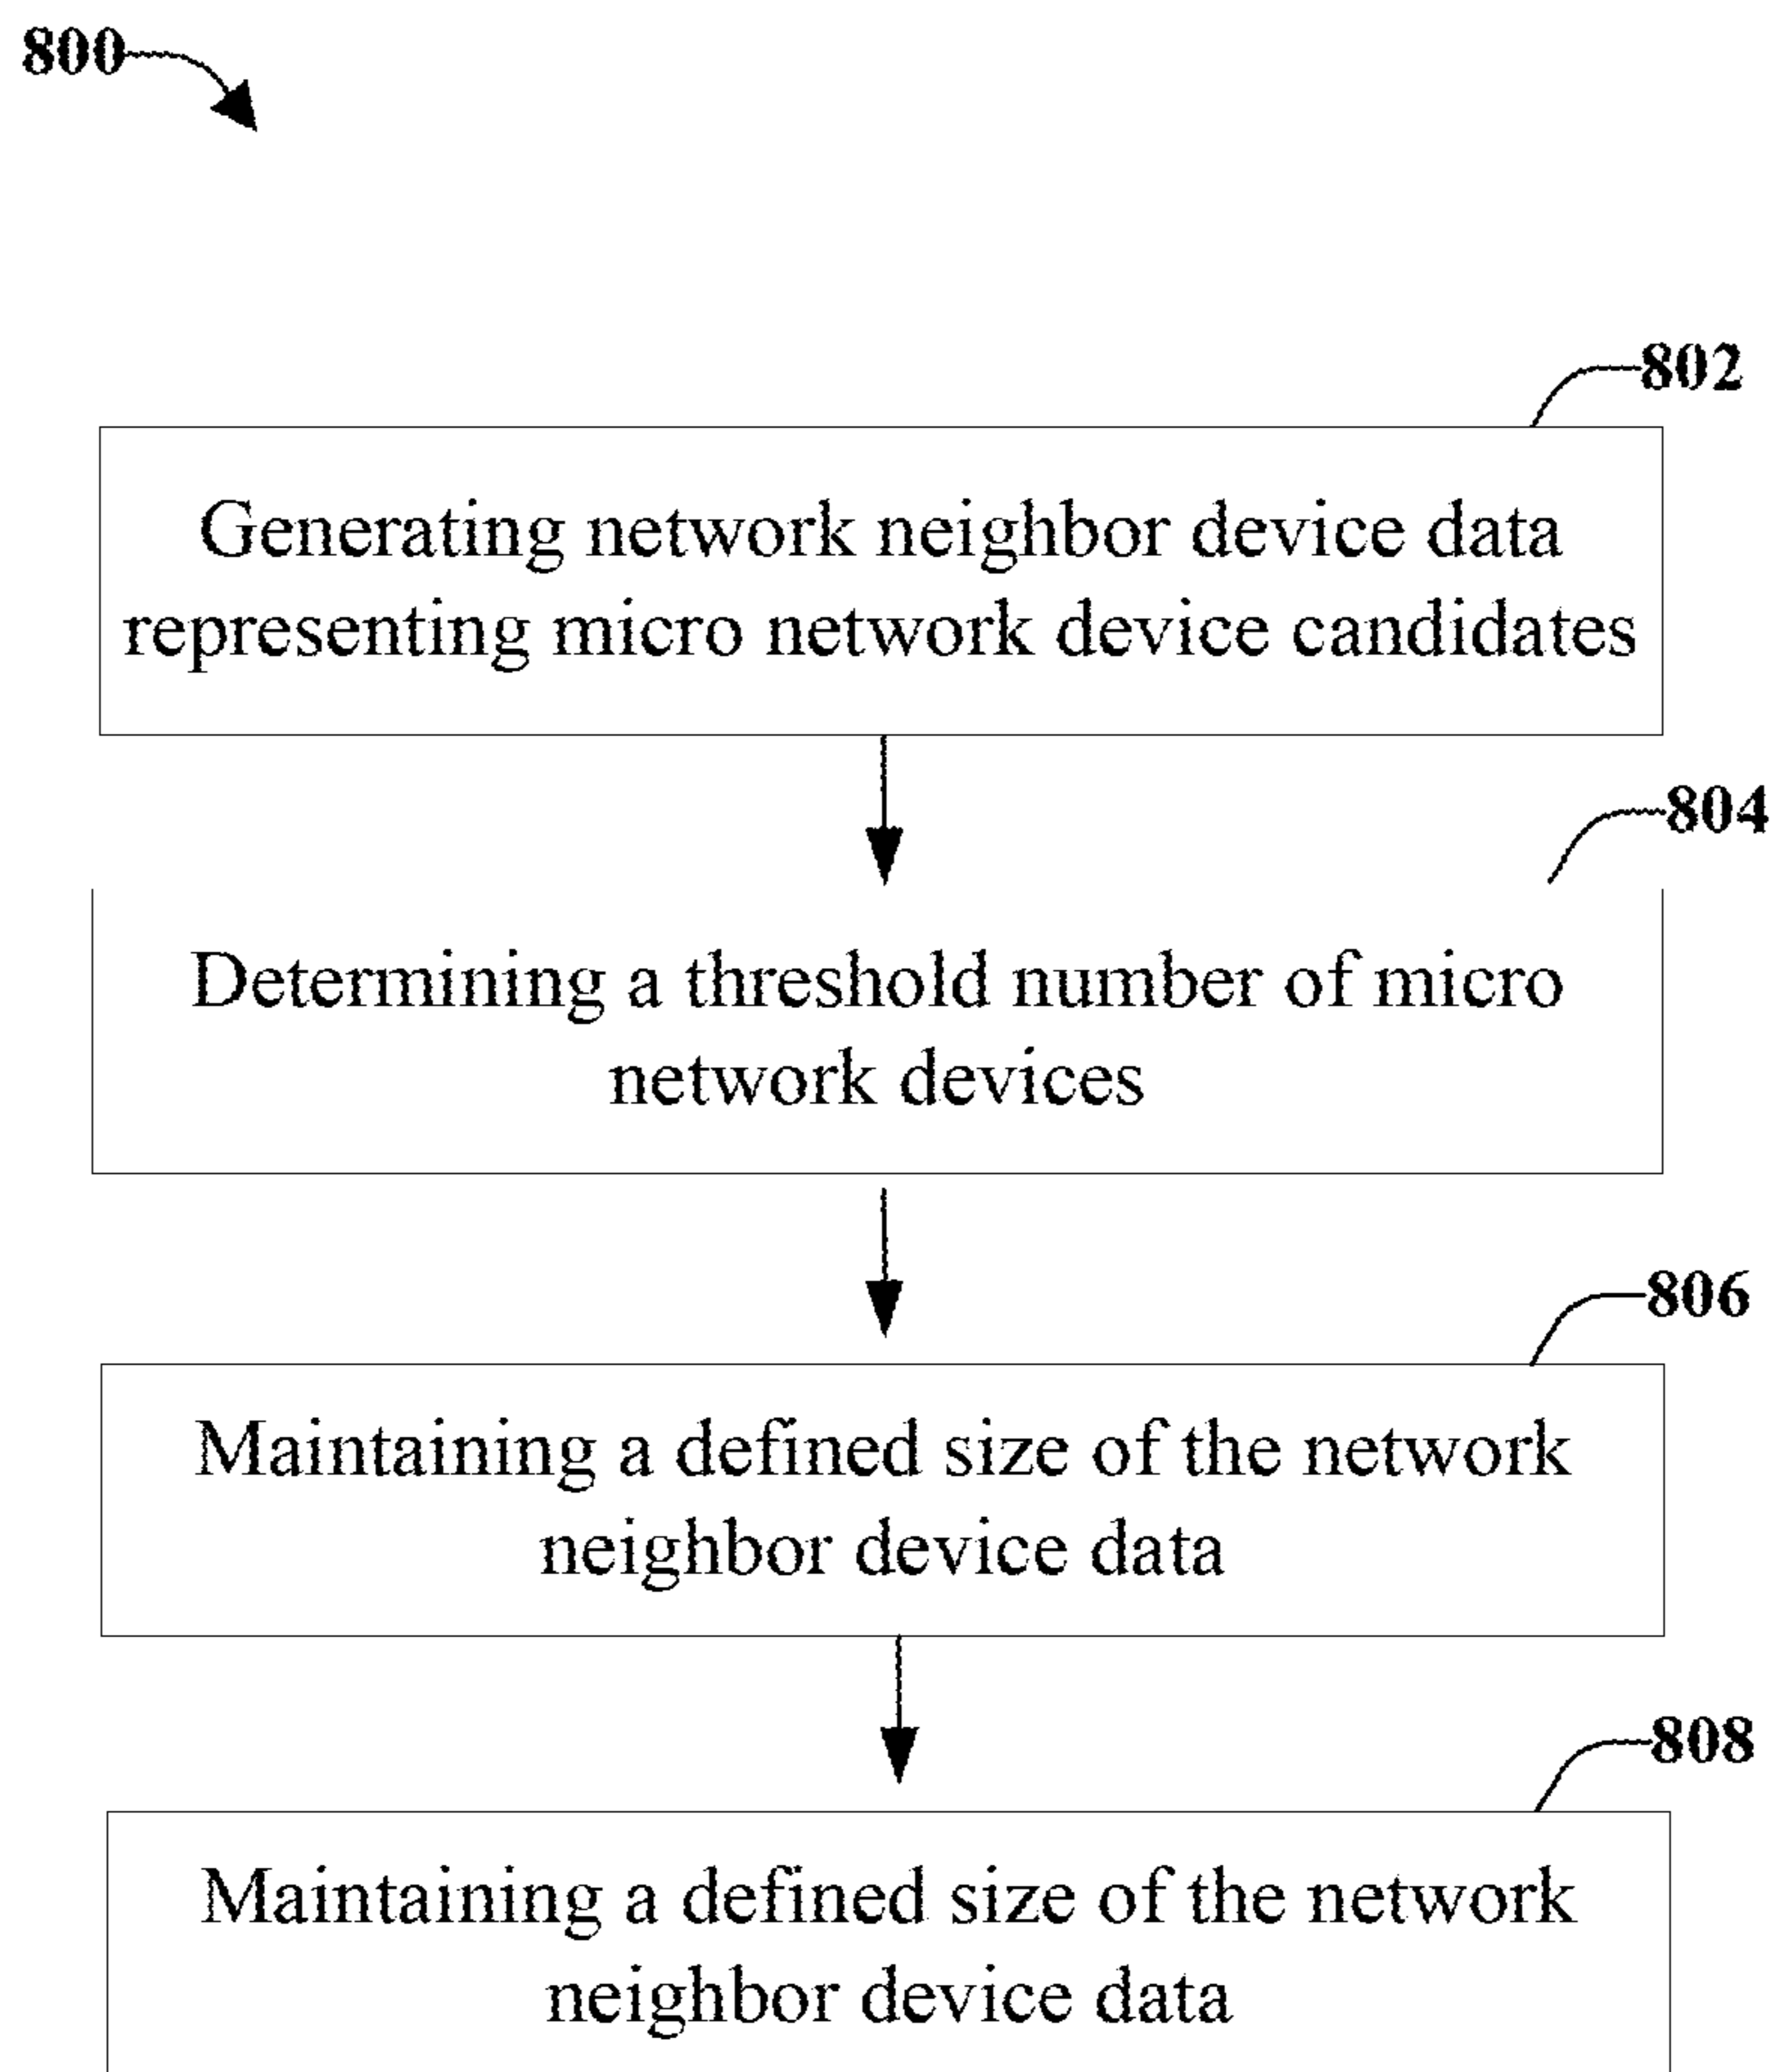 800
802
Generating network neighbor device data
representing micro network device candidates
804
Determining a threshold number of micro
network devices
806
Maintaining a defined size of the network
neighbor device data
808
Maintaining a defined size of the network
neighbor device data